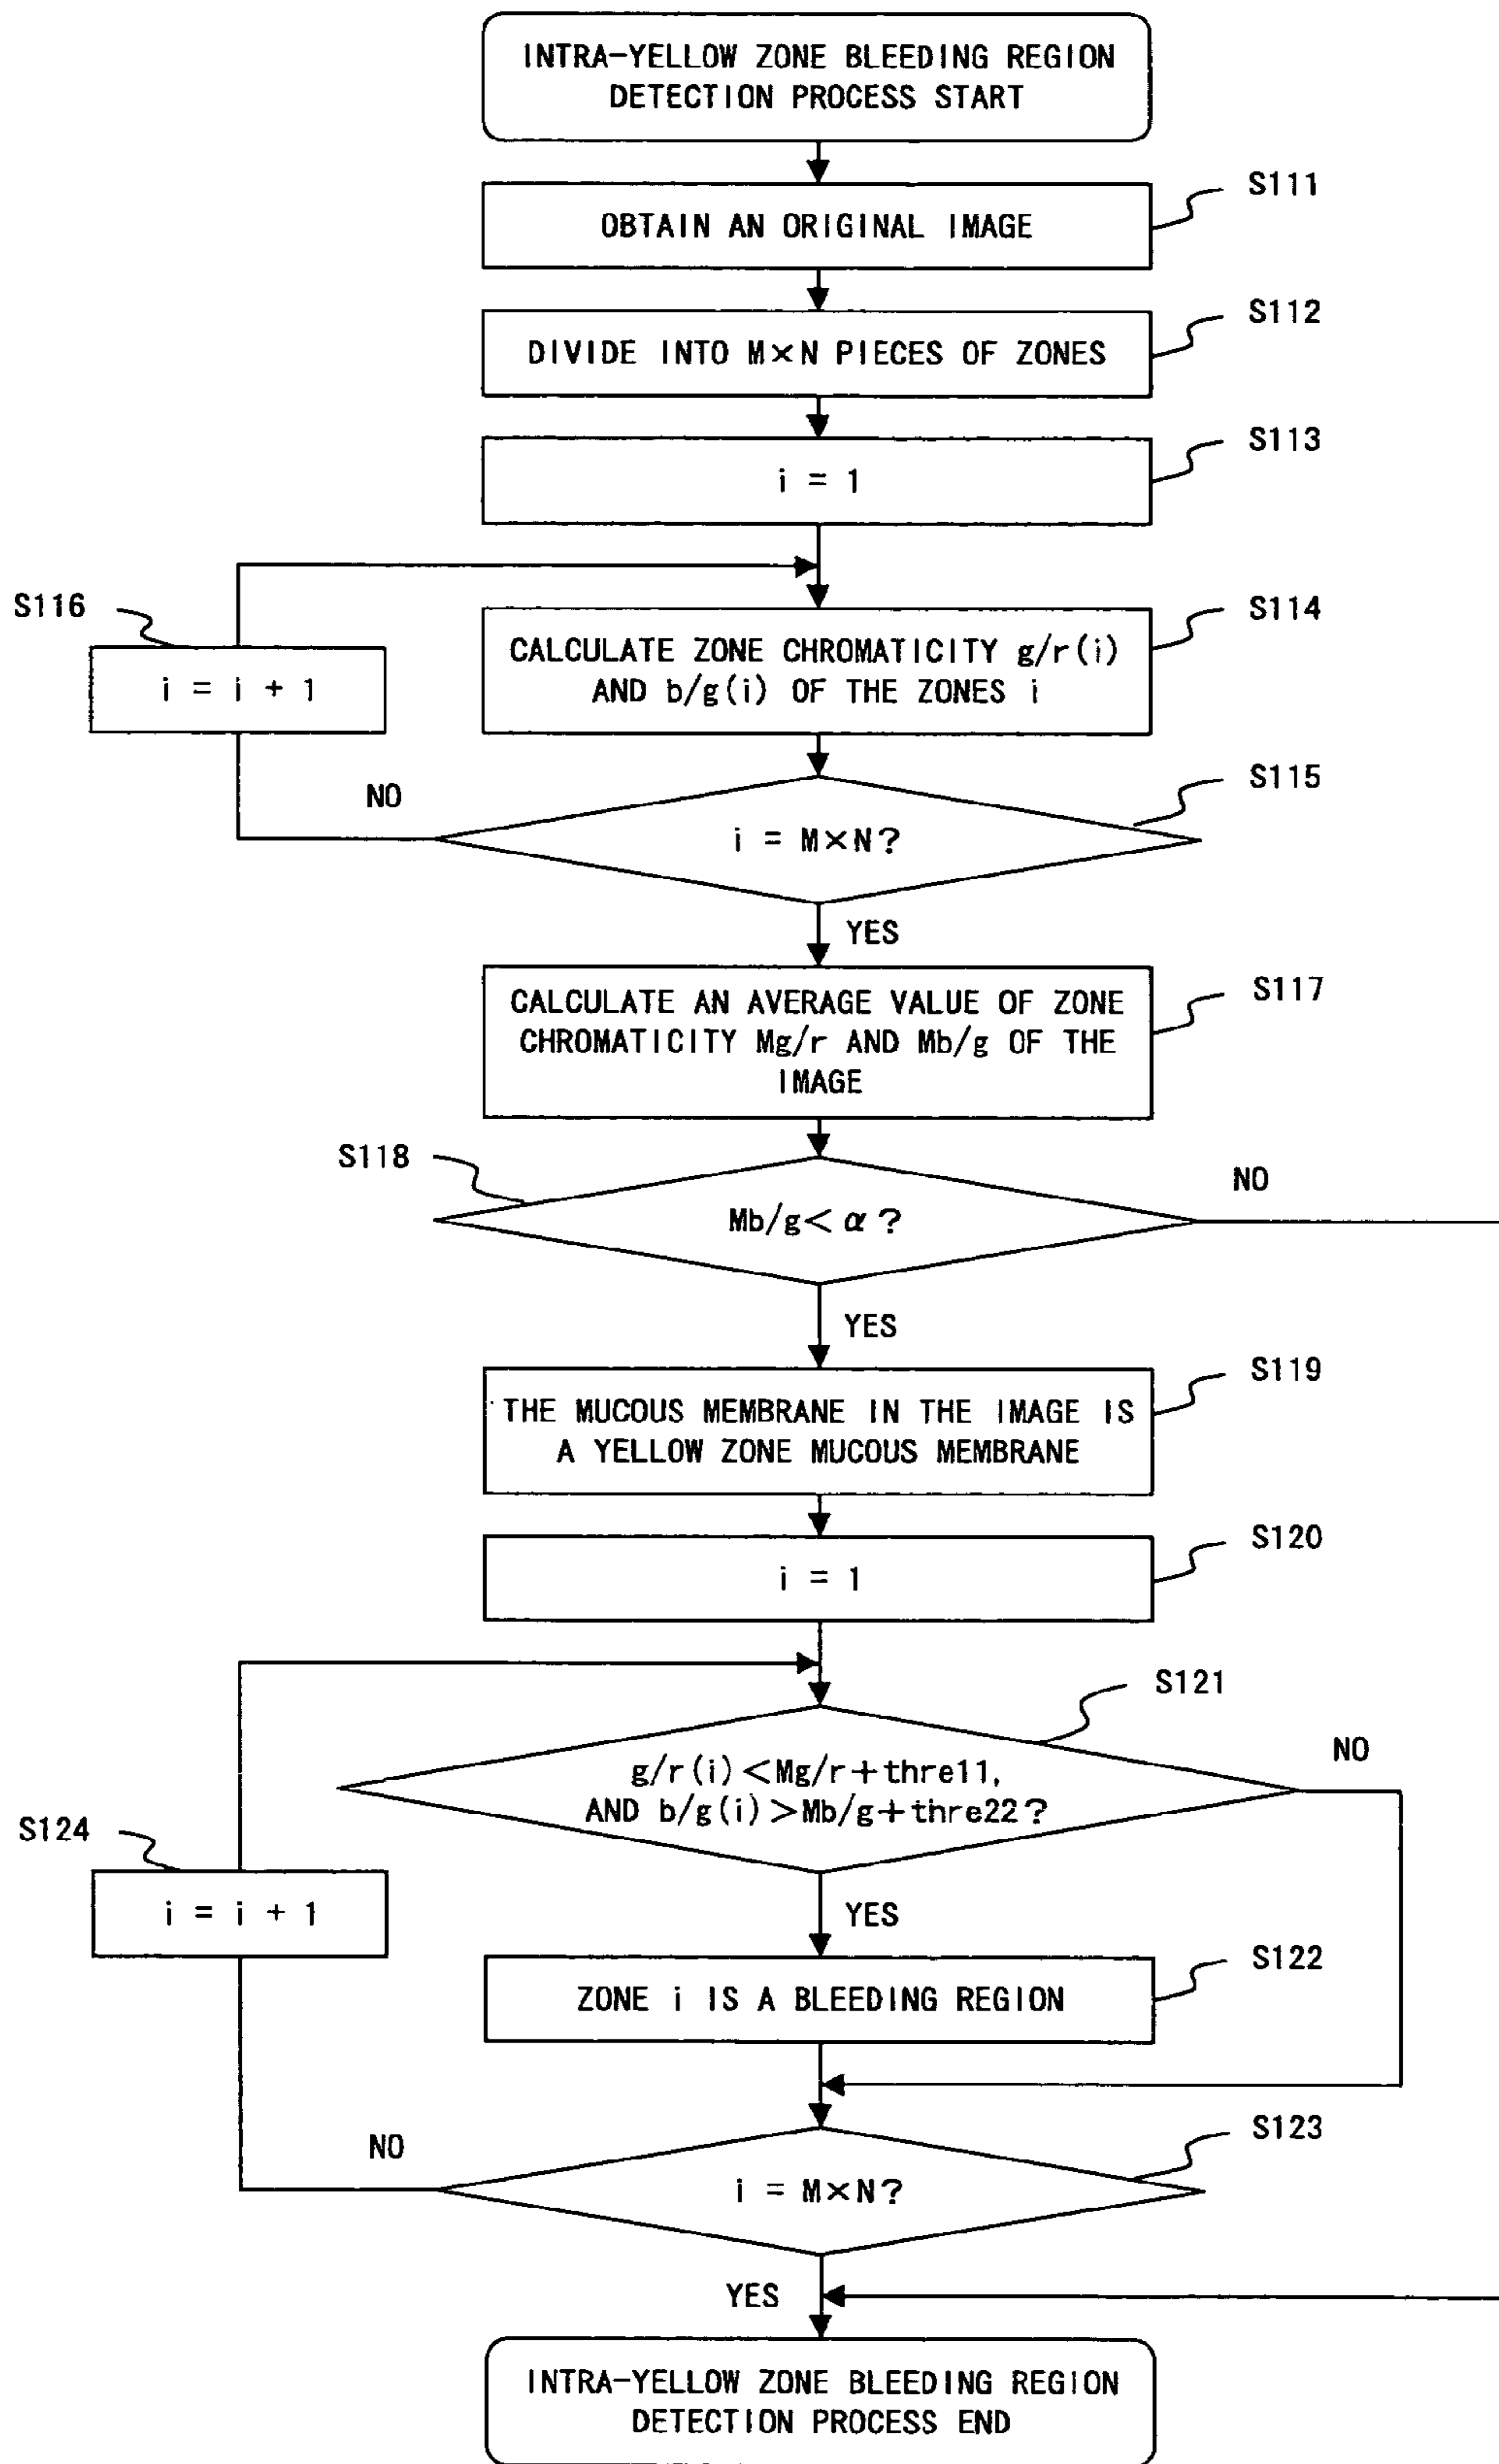 INTRA-YELLOW ZONE BLEEDING REGION
DETECTION PROCESS START
S111
OBTAIN AN ORIGINAL IMAGE
S112
DIVIDE INTO M×N PIECES OF ZONES
S113
i = 1
S116
i = i + 1
S114
CALCULATE ZONE CHROMATICITY g/r(i)
AND b/g(i) OF THE ZONES i
S115
NO
i = M×N?
YES
S117
CALCULATE AN AVERAGE VALUE OF ZONE
CHROMATICITY Mg/r AND Mb/g OF THE
IMAGE
S118
NO
Mb/g< α ?
YES
S119
THE MUCOUS MEMBRANE IN THE IMAGE IS
A YELLOW ZONE MUCOUS MEMBRANE
S120
i = 1
S121
NO
g/r(i)<Mg/r+thre11,
AND b/g(i)>Mb/g+thre22?
S124
i = i + 1
YES
S122
ZONE i IS A BLEEDING REGION
S123
NO
i = M×N?
YES
INTRA-YELLOW ZONE BLEEDING REGION
DETECTION PROCESS END